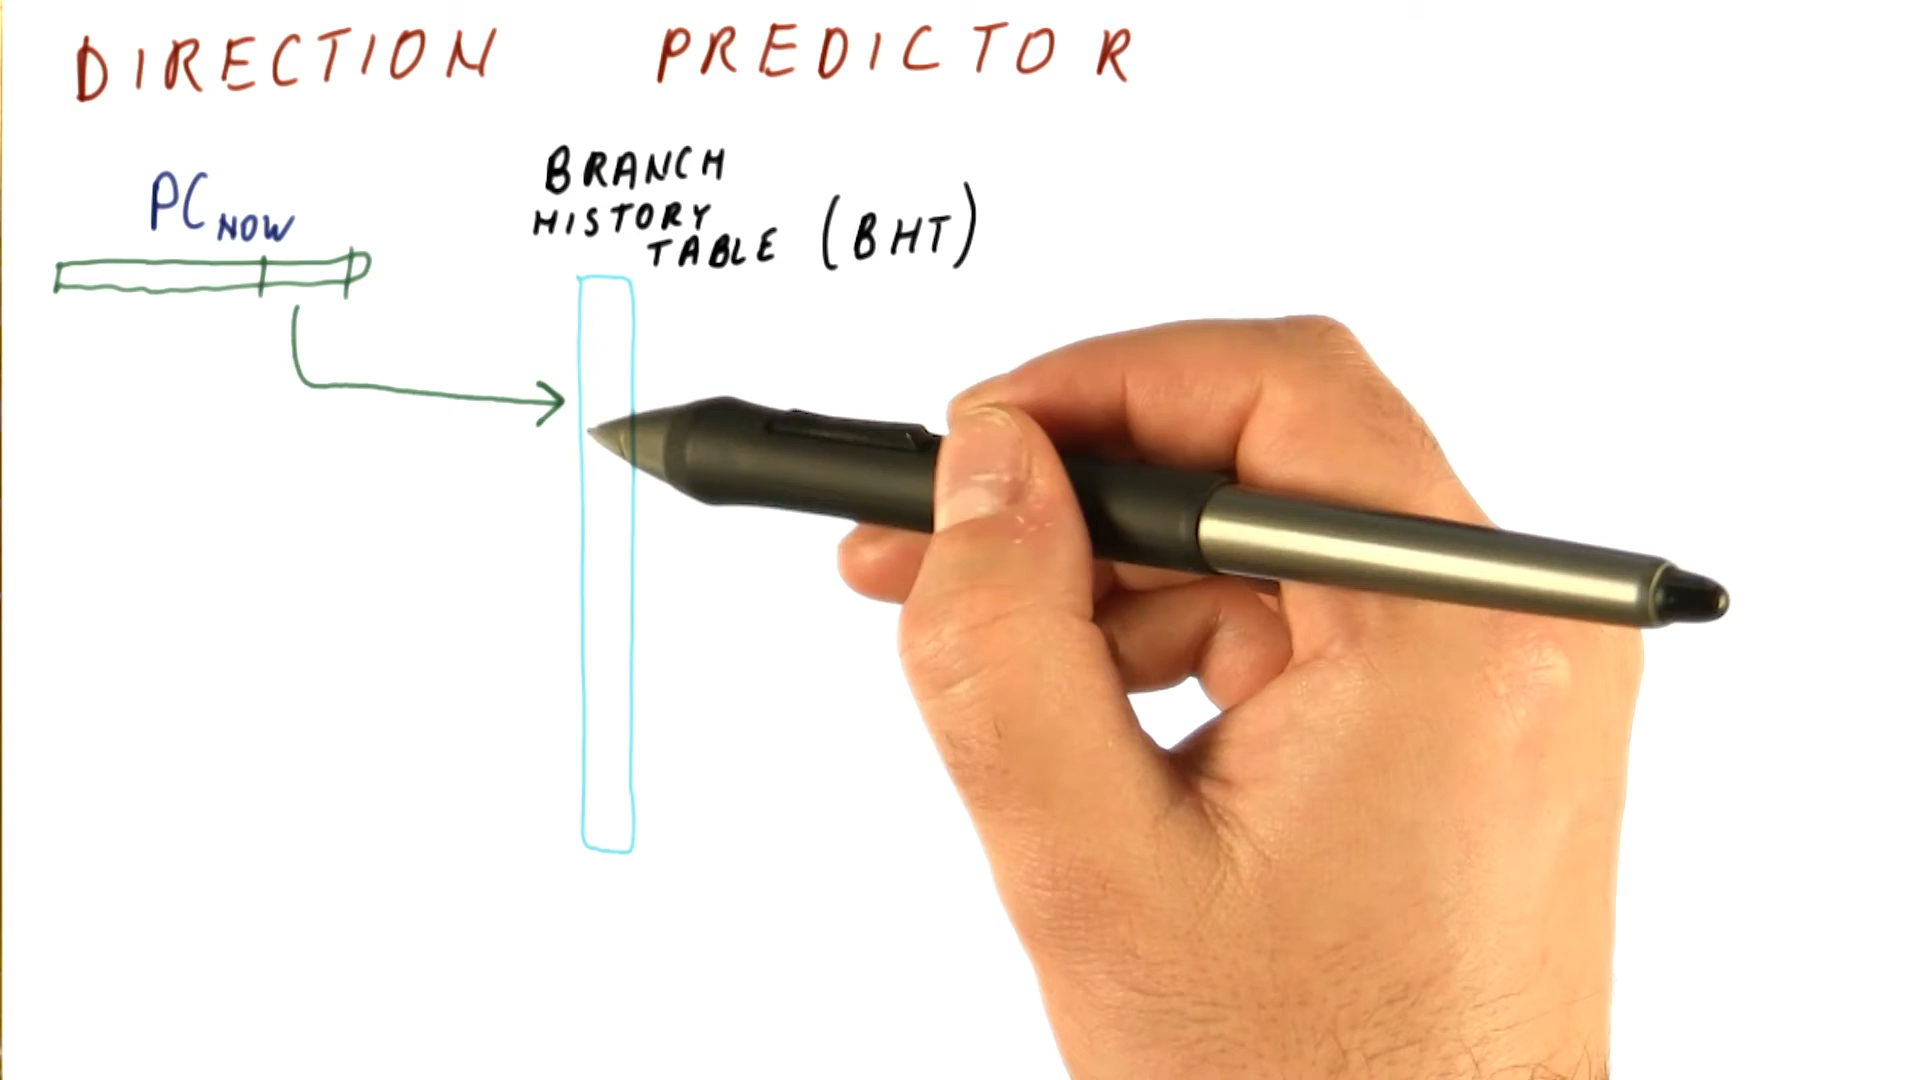 DIRECTION PREDICTOR
PC NOW
BRANCH
HISTORY
TABLE (BHT)